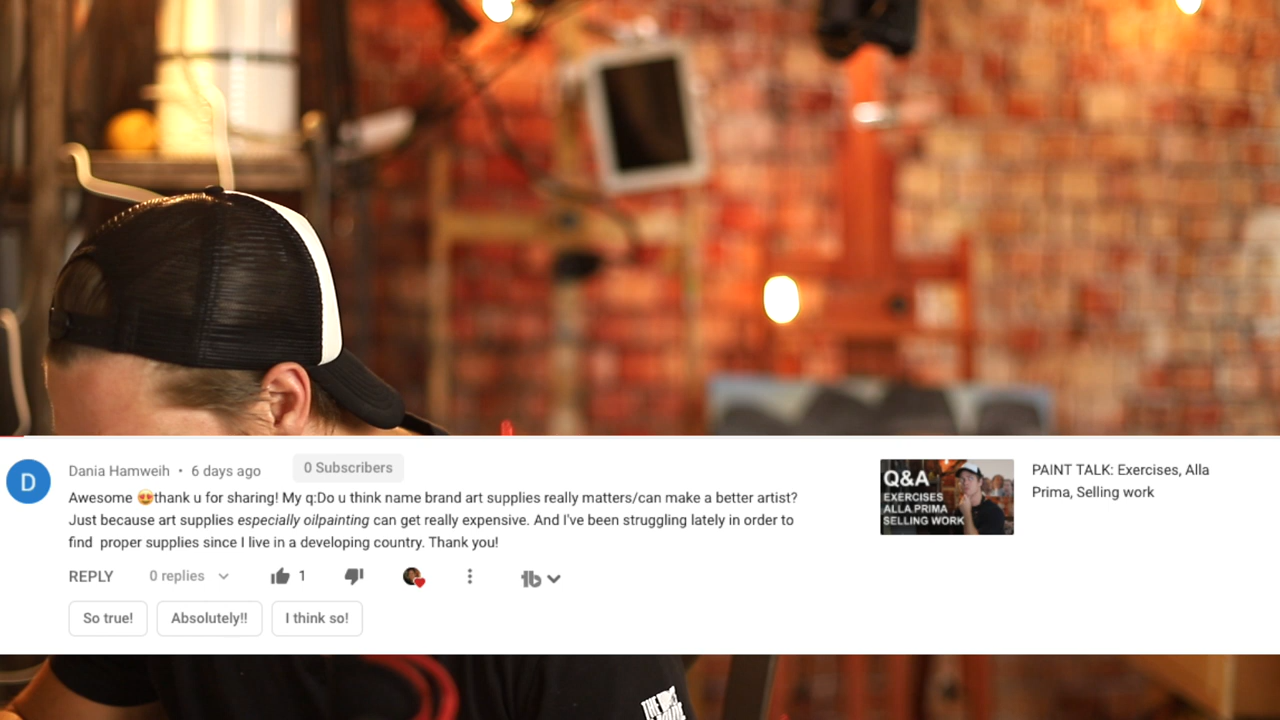 D
Dania Hamweih • 6 days ago
0 Subscribers
Awesome 😍thank u for sharing! My q:Do u think name brand art supplies really matters/can make a better artist?
Just because art supplies especially oilpainting can get really expensive. And I've been struggling lately in order to
find  proper supplies since I live in a developing country. Thank you!
REPLY
0 replies
1
So true!
Absolutely!!
I think so!
Q&A
EXERCISES
ALLA.PRIMA
SELLING WORK
PAINT TALK: Exercises, Alla
Prima, Selling work